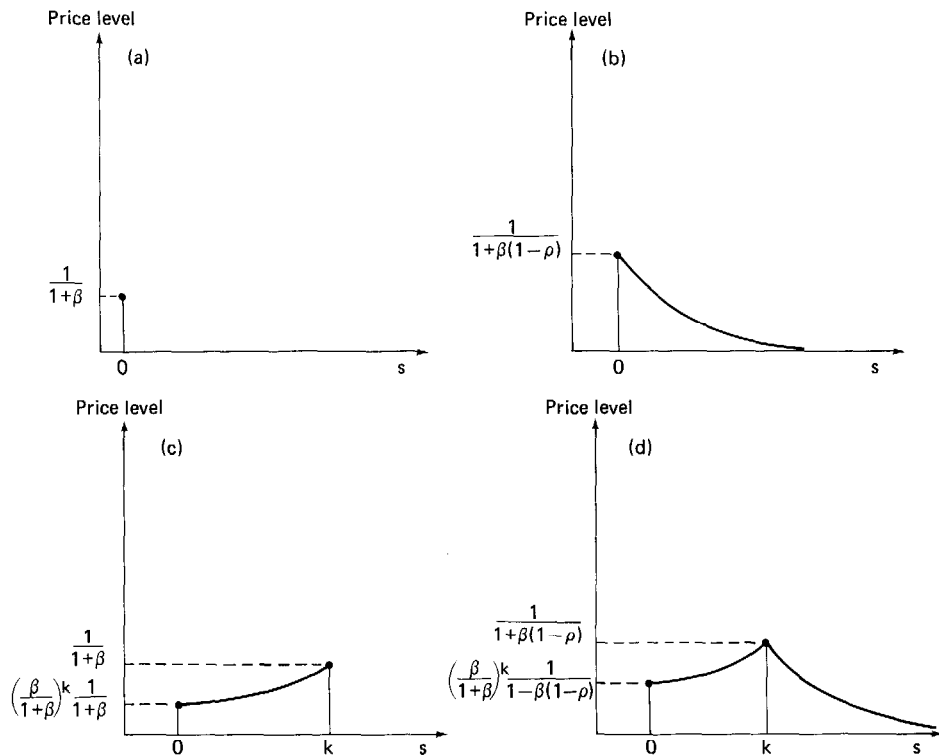 Price level
(a)
1/(1+β)
0
s
Price level
(b)
1/(1+β(1−ρ))
0
s
Price level
(c)
1/(1+β)
(β/(1+β))^k 1/(1+β)
0
k
s
Price level
(d)
1/(1+β(1−ρ))
(β/(1+β))^k 1/(1−β(1−ρ))
0
k
s